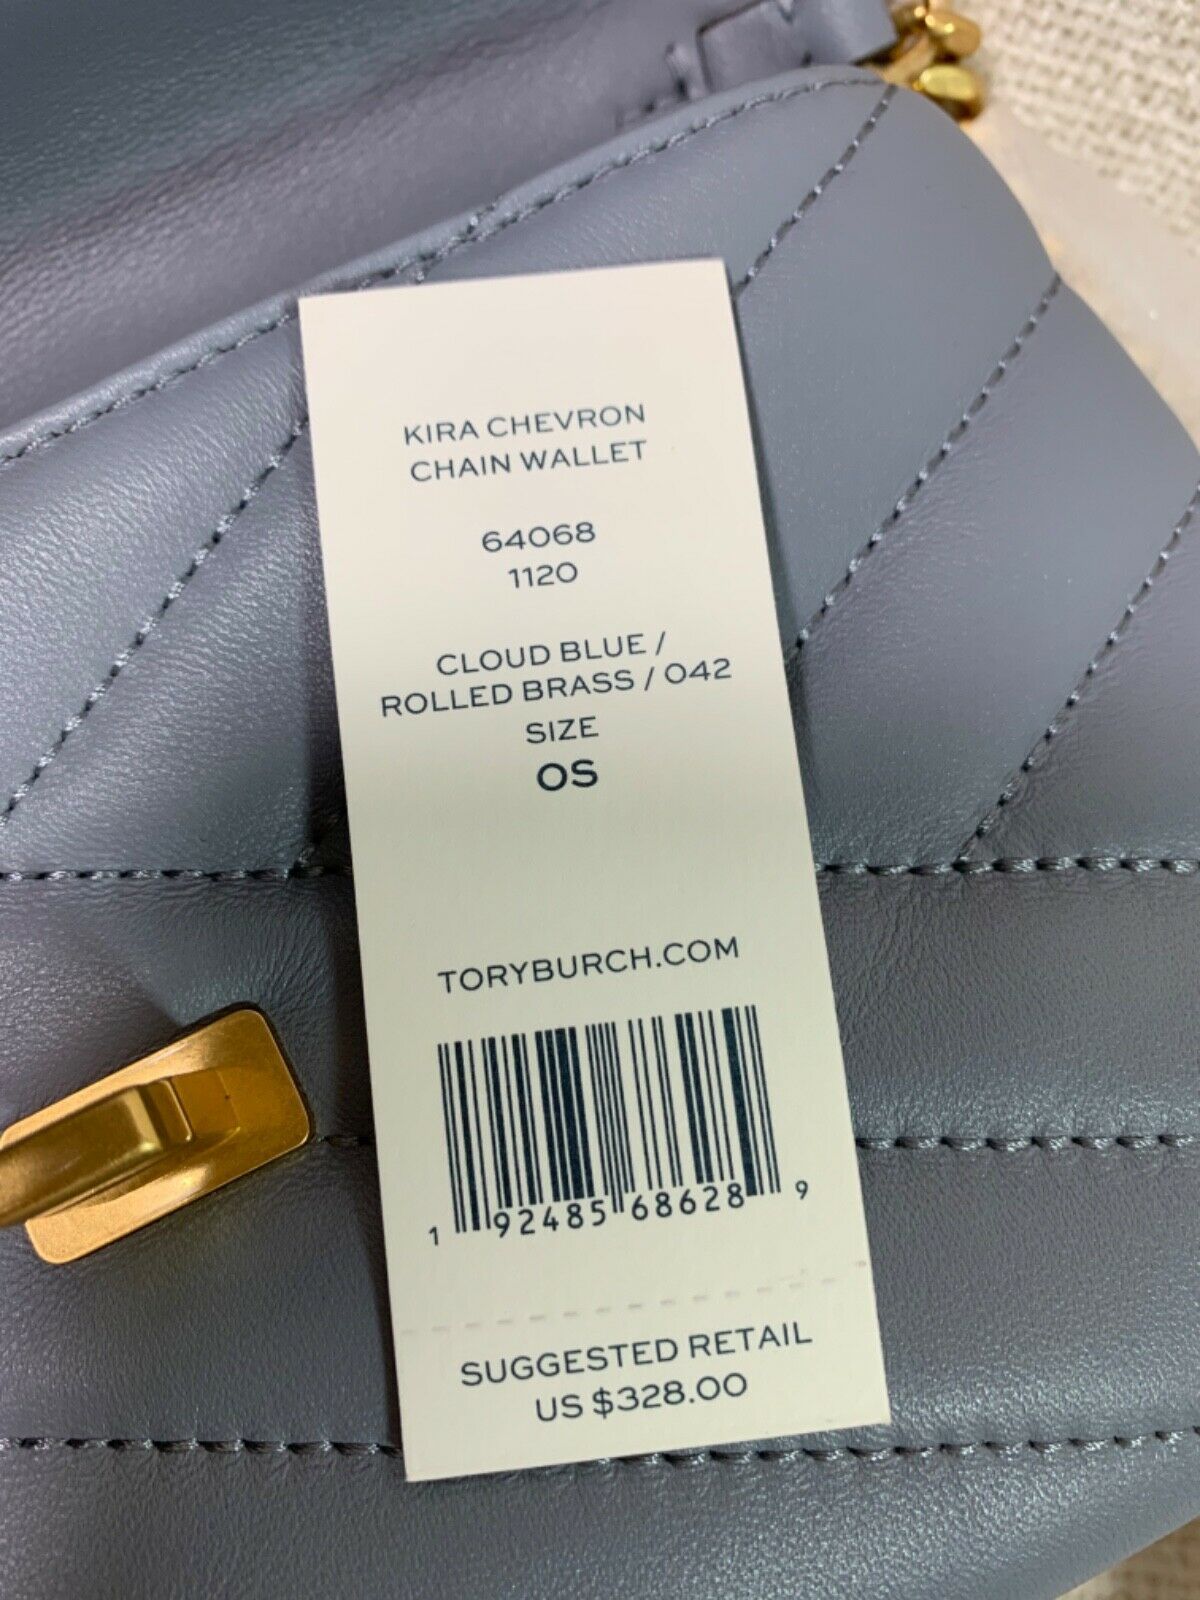 KIRA CHEVRON
CHAIN WALLET
64068
1120
CLOUD BLUE /
ROLLED BRASS / 042
SIZE
OS
TORYBURCH.COM
1 92485 68628 9
SUGGESTED RETAIL
US $328.00